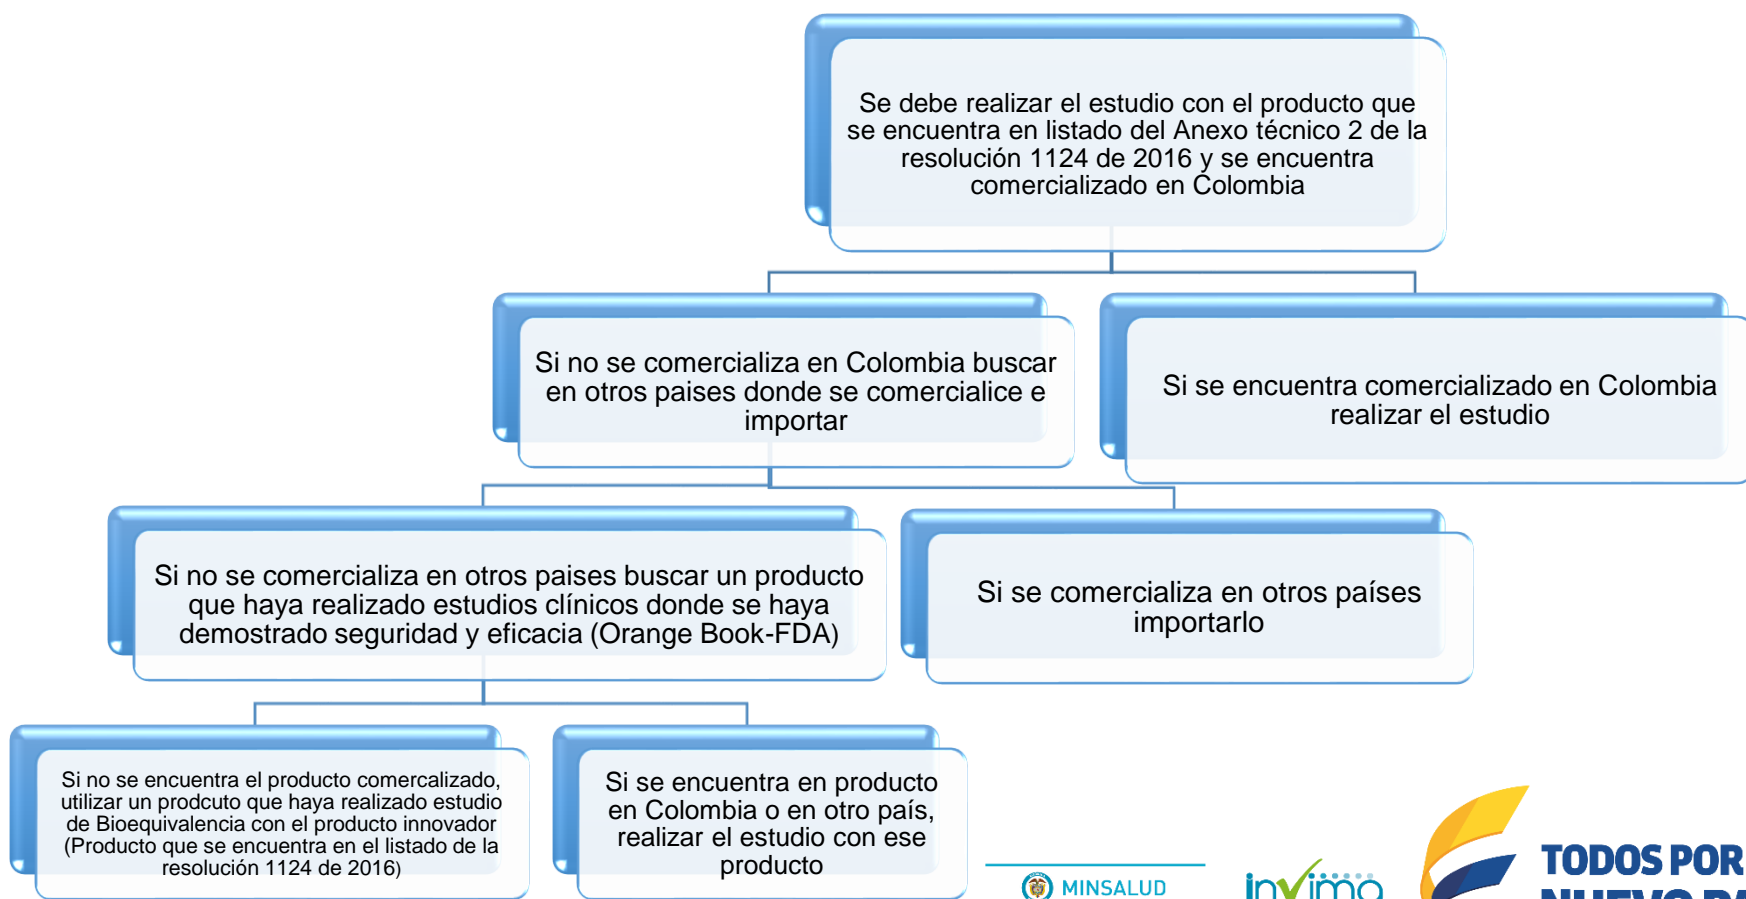 Se debe realizar el estudio con el producto que
se encuentra en listado del Anexo técnico 2 de la
resolución 1124 de 2016 y se encuentra
comercializado en Colombia
Si no se comercializa en Colombia buscar
en otros paises donde se comercialice e
importar
Si se encuentra comercializado en Colombia
realizar el estudio
Si no se comercializa en otros paises buscar un producto
que haya realizado estudios clínicos donde se haya
demostrado seguridad y eficacia (Orange Book-FDA)
Si se comercializa en otros países
importarlo
Si no se encuentra el producto comercalizado,
utilizar un prodcuto que haya realizado estudio
de Bioequivalencia con el producto innovador
(Producto que se encuentra en el listado de la
resolución 1124 de 2016)
Si se encuentra en producto
en Colombia o en otro país,
realizar el estudio con ese
producto
MINSALUD
invima
TODOS POR
NUEVO PA